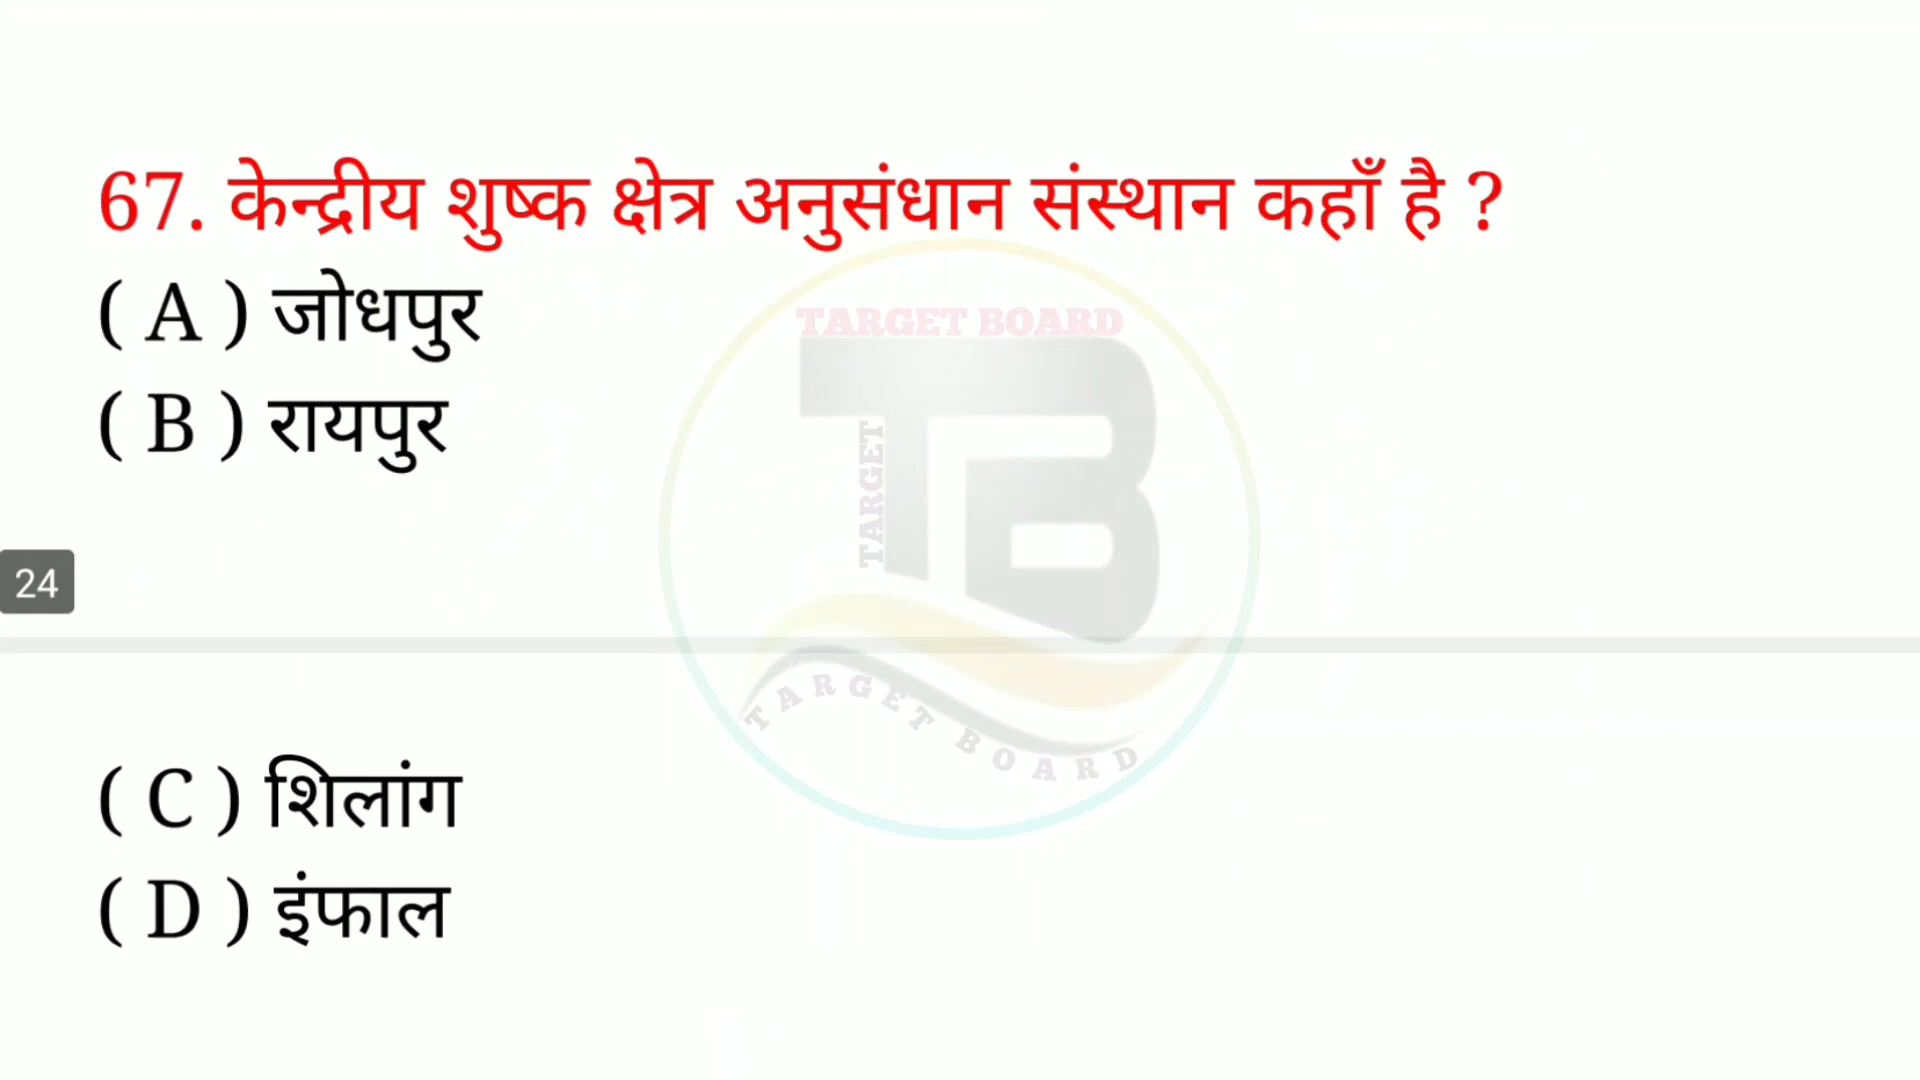 67. केन्द्रीय शुष्क क्षेत्र अनुसंधान संस्थान कहाँ है ?
( A ) जोधपुर
TARGET BOARD
( B ) रायपुर
TARGET
24
TARGET BOARD
( C ) शिलांग
( D ) इंफाल